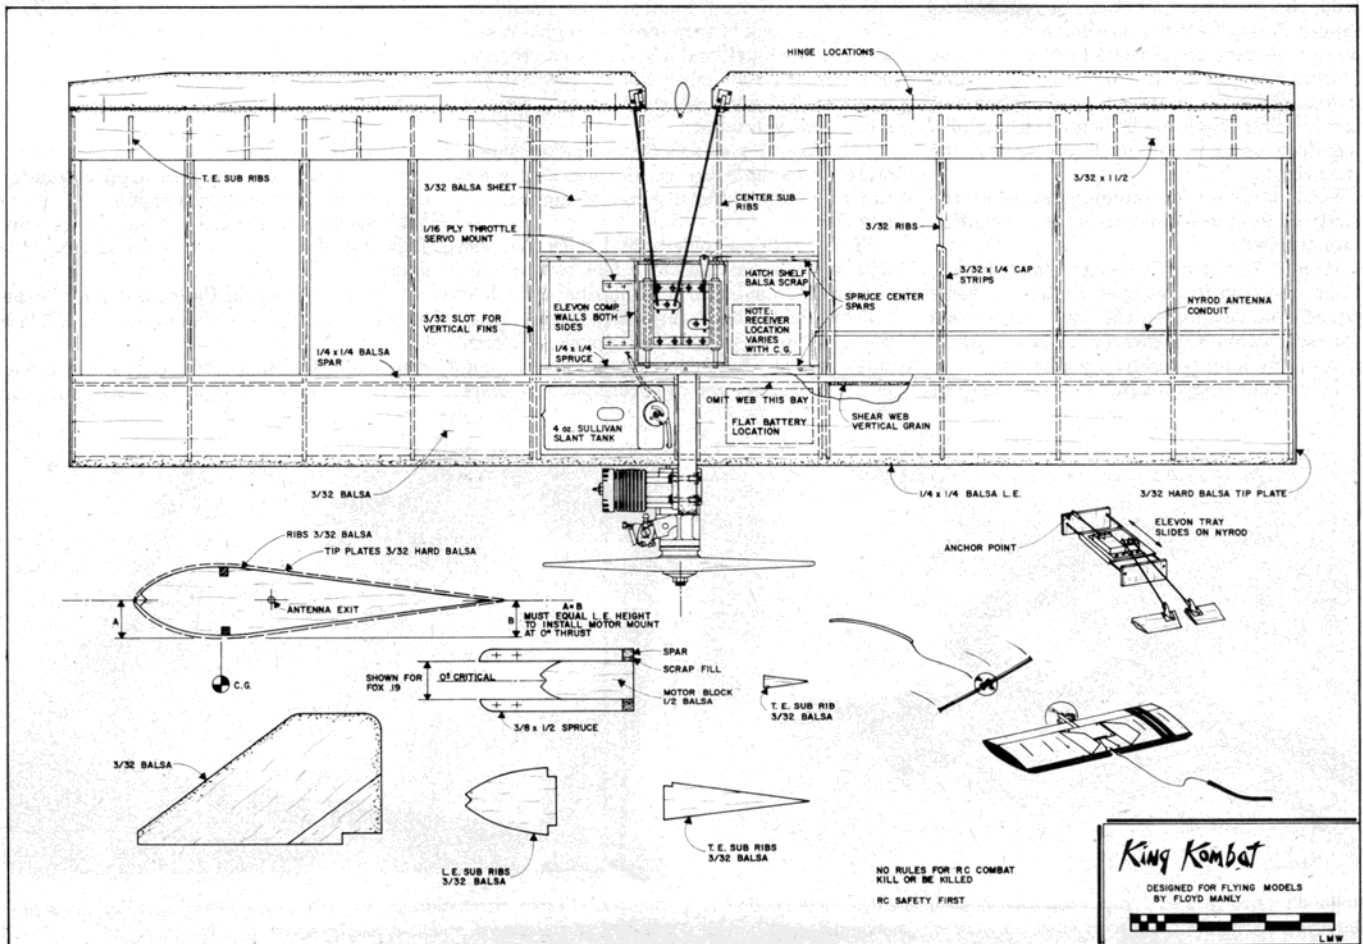 HINGE LOCATIONS
T.E. SUB RIBS
3/32 BALSA SHEET
1/16 PLY THROTTLE
SERVO MOUNT
CENTER SUB
RIBS
3/32 x 1 1/2
3/32 RIBS
3/32 x 1/4 CAP
STRIPS
ELEVON COMP.
WALLS BOTH
SIDES
HATCH SHELF
BALSA SCRAP
SPRUCE CENTER
SPARS
NYROD ANTENNA
CONDUIT
3/32 SLOT FOR
VERTICAL FINS
NOTE:
RECEIVER
LOCATION
VARIES
WITH C.G.
1/4 x 1/4 BALSA
SPAR
1/4 x 1/4
SPRUCE
OMIT WEB THIS BAY
SHEAR WEB
VERTICAL GRAIN
4 oz. SULLIVAN
SLANT TANK
FLAT BATTERY
LOCATION
3/32 BALSA
1/4 x 1/4 BALSA L.E.
3/32 HARD BALSA TIP PLATE
RIBS 3/32 BALSA
TIP PLATES 3/32 HARD BALSA
ANCHOR POINT
ELEVON TRAY
SLIDES ON NYROD
ANTENNA EXIT
A
B
A=B
MUST EQUAL L.E. HEIGHT
TO INSTALL MOTOR MOUNT
AT 0° THRUST
C.G.
SHOWN FOR
FOX .19
0° CRITICAL
SPAR
SCRAP FILL
MOTOR BLOCK
1/2 BALSA
3/8 x 1/2 SPRUCE
T.E. SUB RIB
3/32 BALSA
3/32 BALSA
L.E. SUB RIBS
3/32 BALSA
T.E. SUB RIBS
3/32 BALSA
NO RULES FOR RC COMBAT
KILL OR BE KILLED
RC SAFETY FIRST
King Kombat
DESIGNED FOR FLYING MODELS
BY FLOYD MANLY
LMW